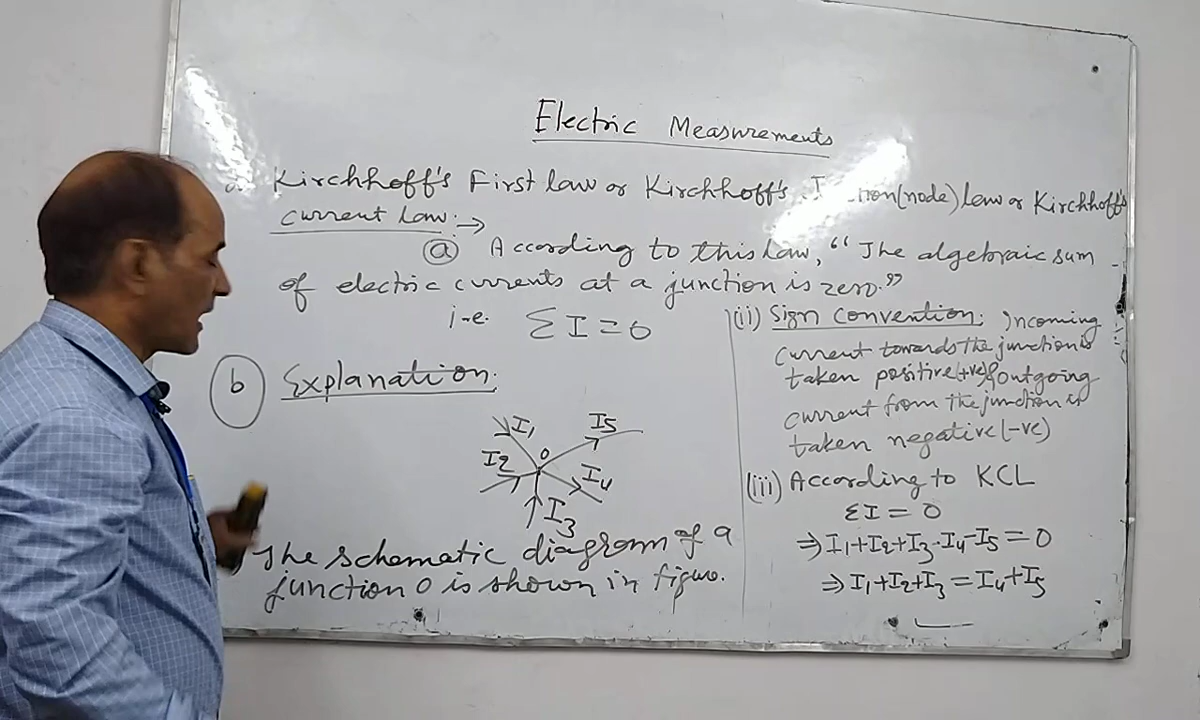 Electric Measurements
Kirchhoff's First law or Kirchhoff's (node) law or Kirchhoff's
current law:→
(a) According to this law, "The algebraic sum
of electric currents at a junction is zero."
i.e. ΣI=0
(b) Explanation:
I1
I5
I2
O
I4
I3
The schematic diagram of a
junction O is shown in figure.
(ii) Sign convention: Incoming
current towards the junction is
taken positive(+ve) & outgoing
current from the junction is
taken negative(-ve)
(iii) According to KCL
ΣI=0
⇒I1+I2+I3-I4-I5=0
⇒I1+I2+I3=I4+I5